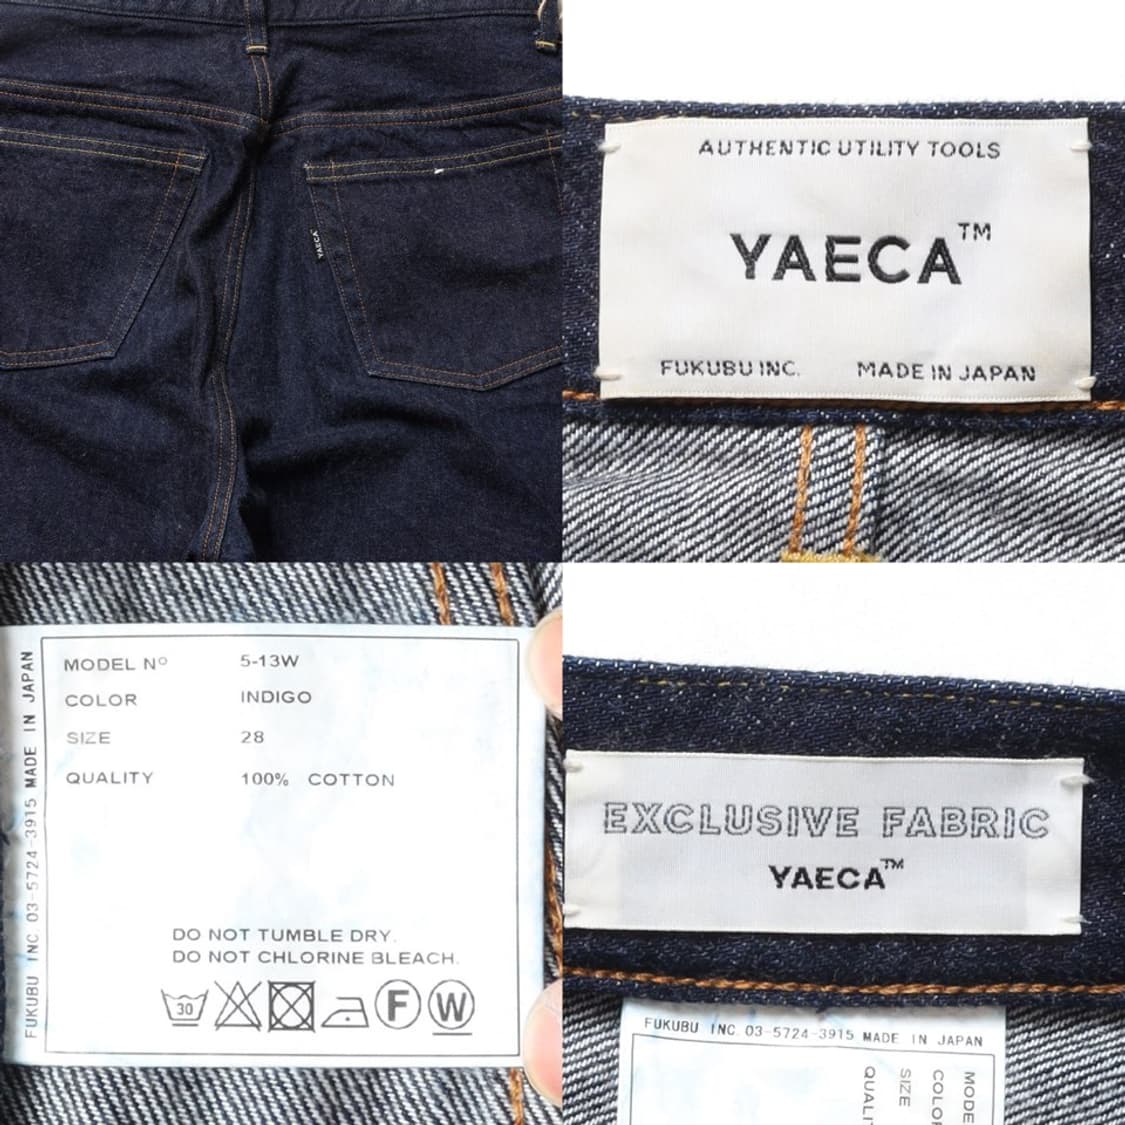 YAECA
AUTHENTIC UTILITY TOOLS
YAECA™
FUKUBU INC. MADE IN JAPAN
FUKUBU INC 03-5724-3915 MADE IN JAPAN
MODEL Nº 5-13W
COLOR INDIGO
SIZE 28
QUALITY 100% COTTON
DO NOT TUMBLE DRY.
DO NOT CHLORINE BLEACH.
30
F W
EXCLUSIVE FABRIC
YAECA™
FUKUBU INC. 03-5724-3915 MADE IN JAPAN
MODE
COLOR
SIZE
QUALI